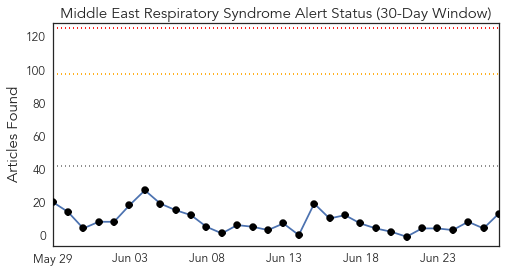 Middle East Respiratory Syndrome Alert Status (30-Day Window)
Articles Found
120
100
80
60
40
20
0
May 29
Jun 03
Jun 08
Jun 13
Jun 18
Jun 23